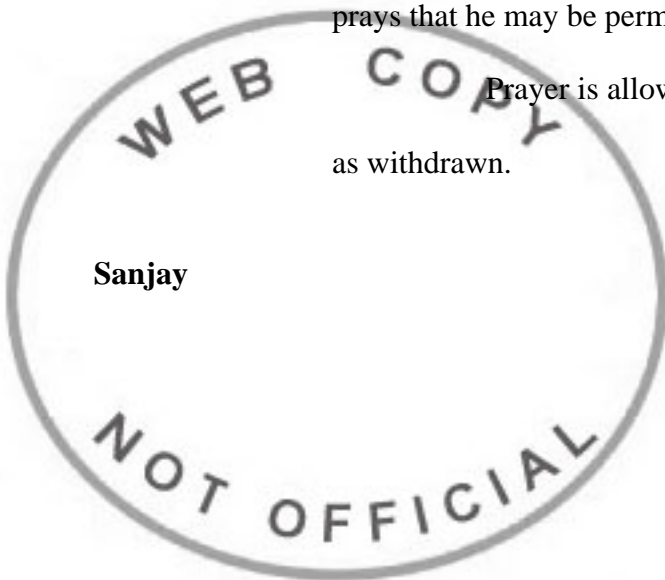 prays that he may be perm
WEB COPY
Prayer is allow
as withdrawn.
Sanjay
NOT OFFICIAL